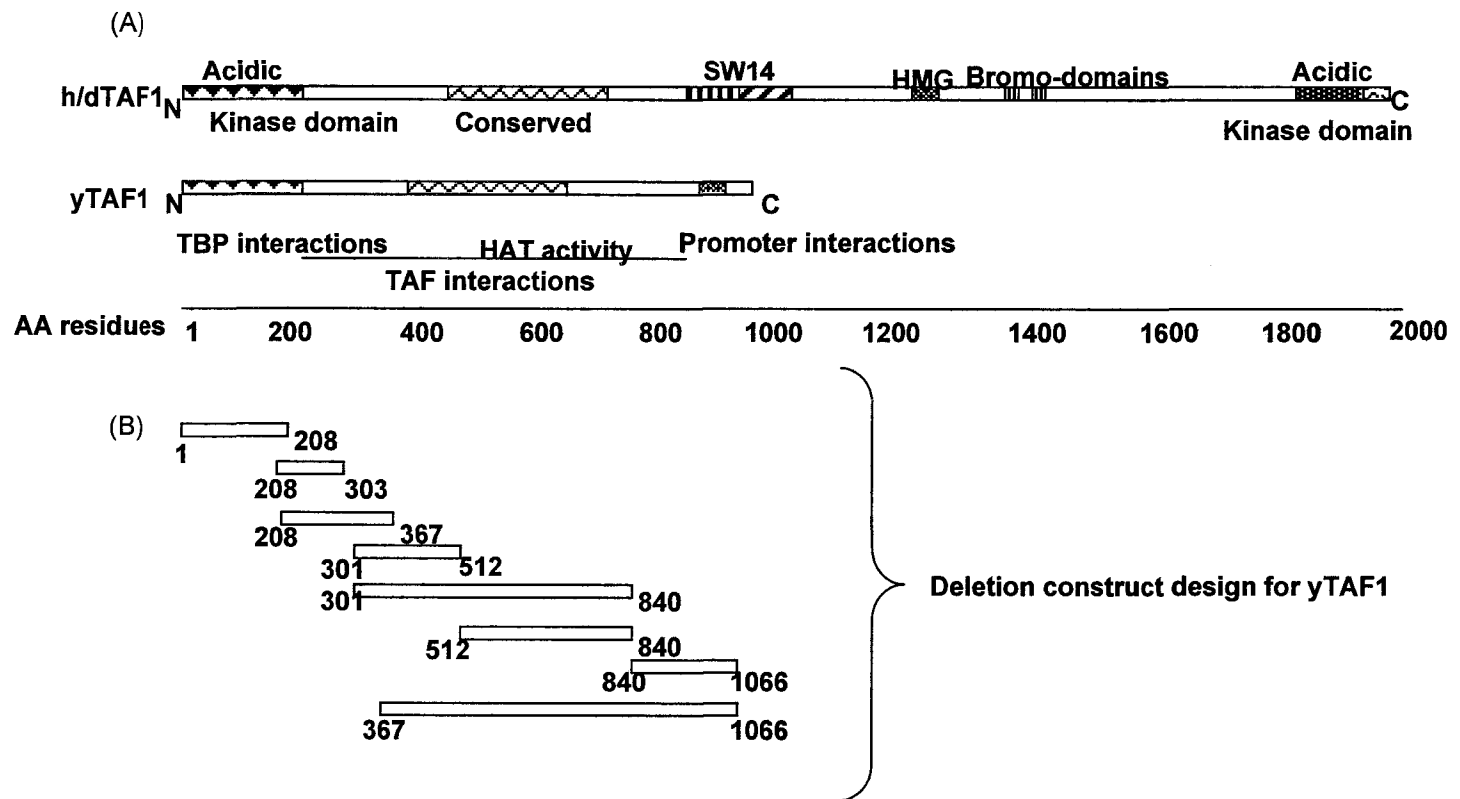 (A)
Acidic SW14 HMG Bromo-domains Acidic
h/dTAF1 N C
Kinase domain Conserved Kinase domain
yTAF1 N C
TBP interactions HAT activity Promoter interactions
TAF interactions
AA residues 1 200 400 600 800 1000 1200 1400 1600 1800 2000
(B)
1 208
208 303
208 367
301 512
301 840
Deletion construct design for yTAF1
512 840
840 1066
367 1066